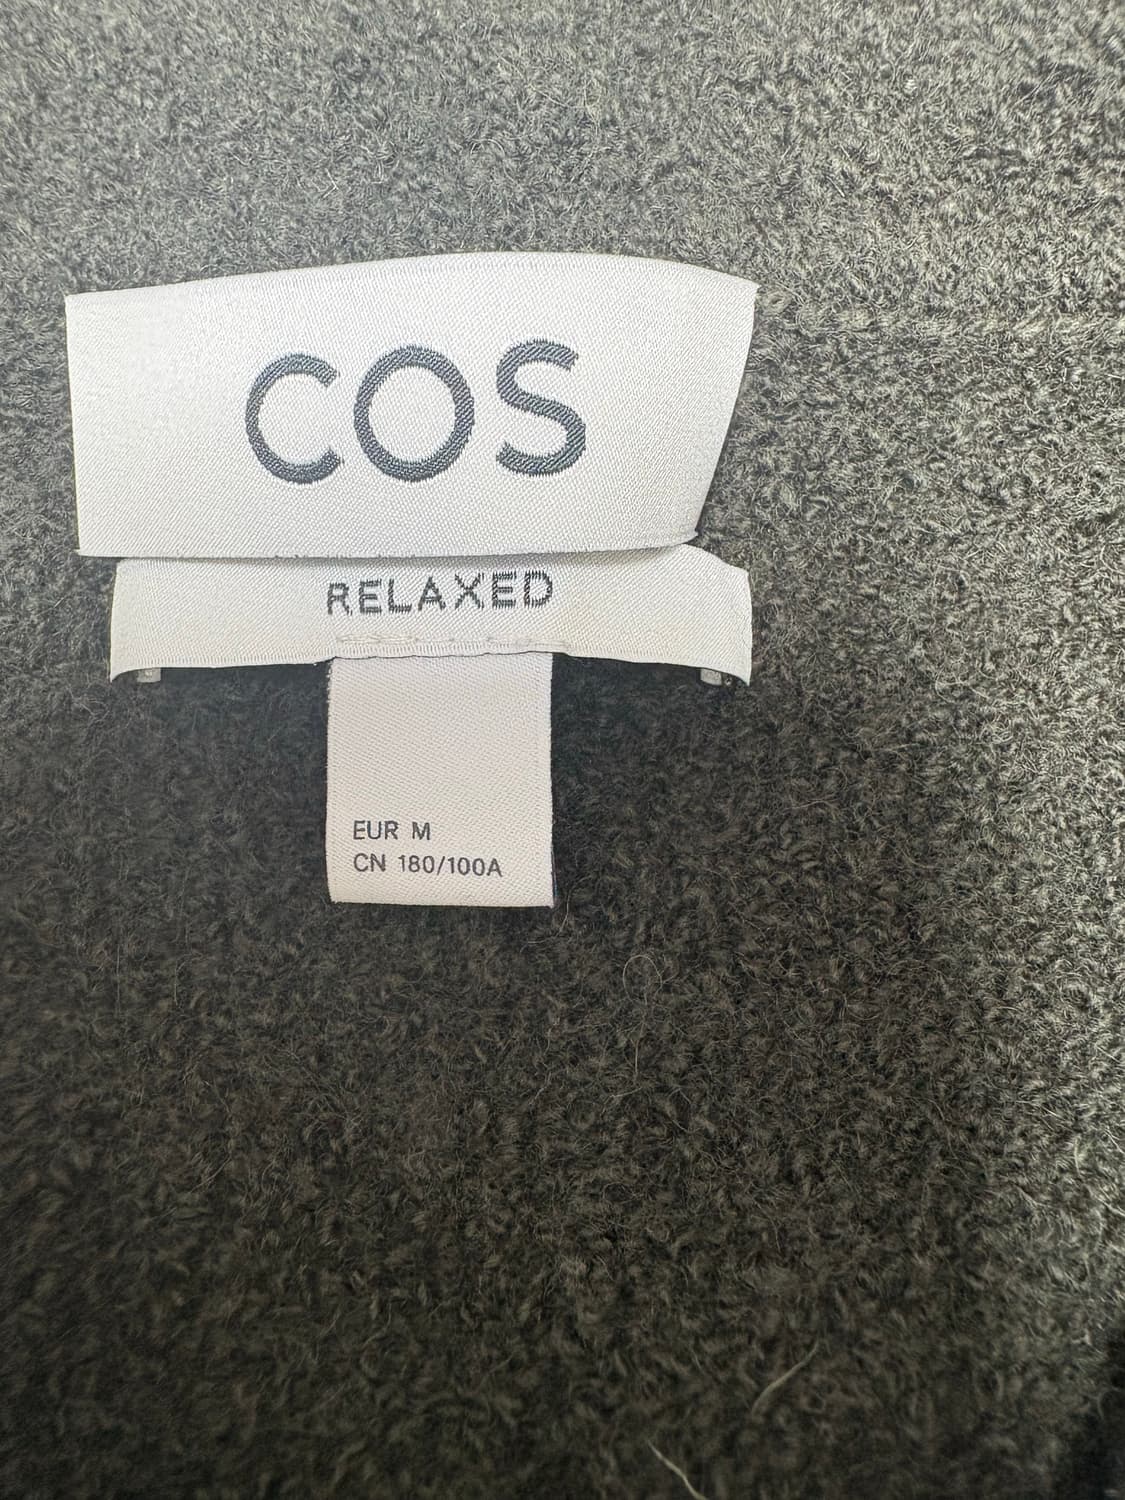 COS
RELAXED
EUR M
CN 180/100A